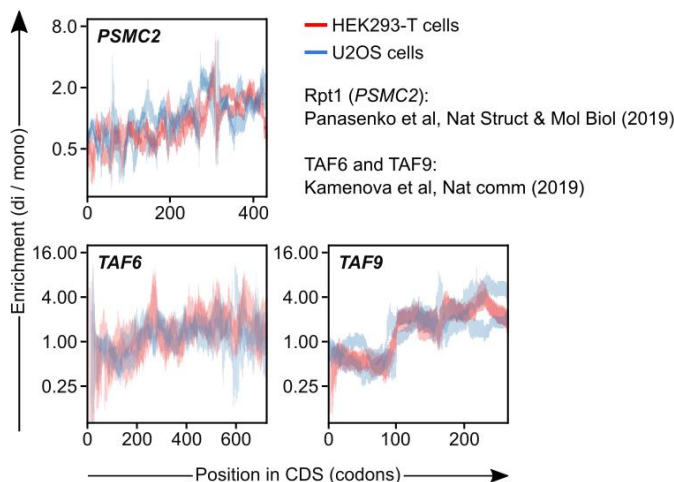 8.0
PSMC2
2.0
0.5
0 200 400
HEK293-T cells
U2OS cells
Rpt1 (PSMC2):
Panasenko et al, Nat Struct & Mol Biol (2019)
TAF6 and TAF9:
Kamenova et al, Nat comm (2019)
Enrichment (di / mono)
16.00
TAF6
4.00
1.00
0.25
0 200 400 600
16.00
TAF9
4.00
1.00
0.25
0 100 200
Position in CDS (codons)